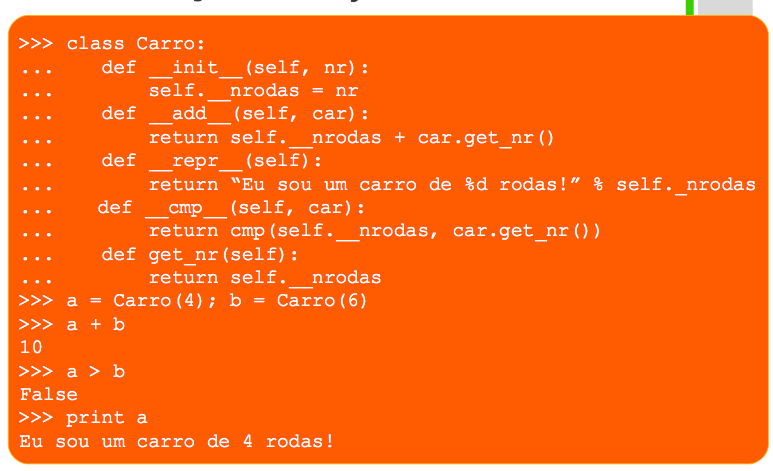 >>> class Carro:
...    def __init__(self, nr):
...        self.__nrodas = nr
...    def __add__(self, car):
...        return self.__nrodas + car.get_nr()
...    def __repr__(self):
...        return “Eu sou um carro de %d rodas!” % self._nrodas
...    def __cmp__(self, car):
...        return cmp(self.__nrodas, car.get_nr())
...    def get_nr(self):
...        return self.__nrodas
>>> a = Carro(4); b = Carro(6)
>>> a + b
10
>>> a > b
False
>>> print a
Eu sou um carro de 4 rodas!